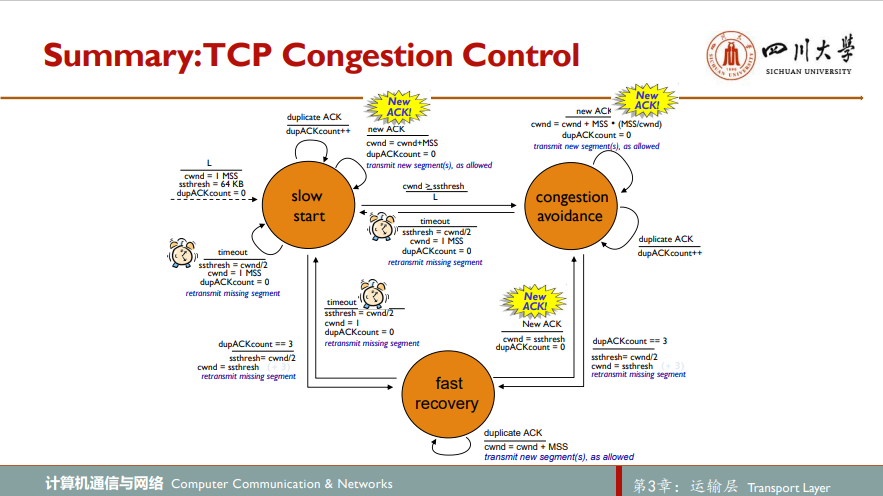 Summary:TCP Congestion Control
四川大学
SICHUAN UNIVERSITY
New
ACK!
New
ACK!
duplicate ACK
dupACKcount++
new ACK
cwnd = cwnd+MSS
dupACKcount = 0
transmit new segment(s), as allowed
new ACK
cwnd = cwnd + MSS • (MSS/cwnd)
dupACKcount = 0
transmit new segment(s), as allowed
L
cwnd = 1 MSS
ssthresh = 64 KB
dupACKcount = 0
slow
start
cwnd ≥ ssthresh
L
congestion
avoidance
timeout
ssthresh = cwnd/2
cwnd = 1 MSS
dupACKcount = 0
retransmit missing segment
duplicate ACK
dupACKcount++
timeout
ssthresh = cwnd/2
cwnd = 1 MSS
dupACKcount = 0
retransmit missing segment
timeout
ssthresh = cwnd/2
cwnd = 1
dupACKcount = 0
retransmit missing segment
New
ACK!
New ACK
cwnd = ssthresh
dupACKcount = 0
dupACKcount == 3
ssthresh= cwnd/2
cwnd = ssthresh (+ 3)
retransmit missing segment
dupACKcount == 3
ssthresh= cwnd/2
cwnd = ssthresh (+ 3)
retransmit missing segment
fast
recovery
duplicate ACK
cwnd = cwnd + MSS
transmit new segment(s), as allowed
计算机通信与网络 Computer Communication & Networks
第3章：运输层 Transport Layer